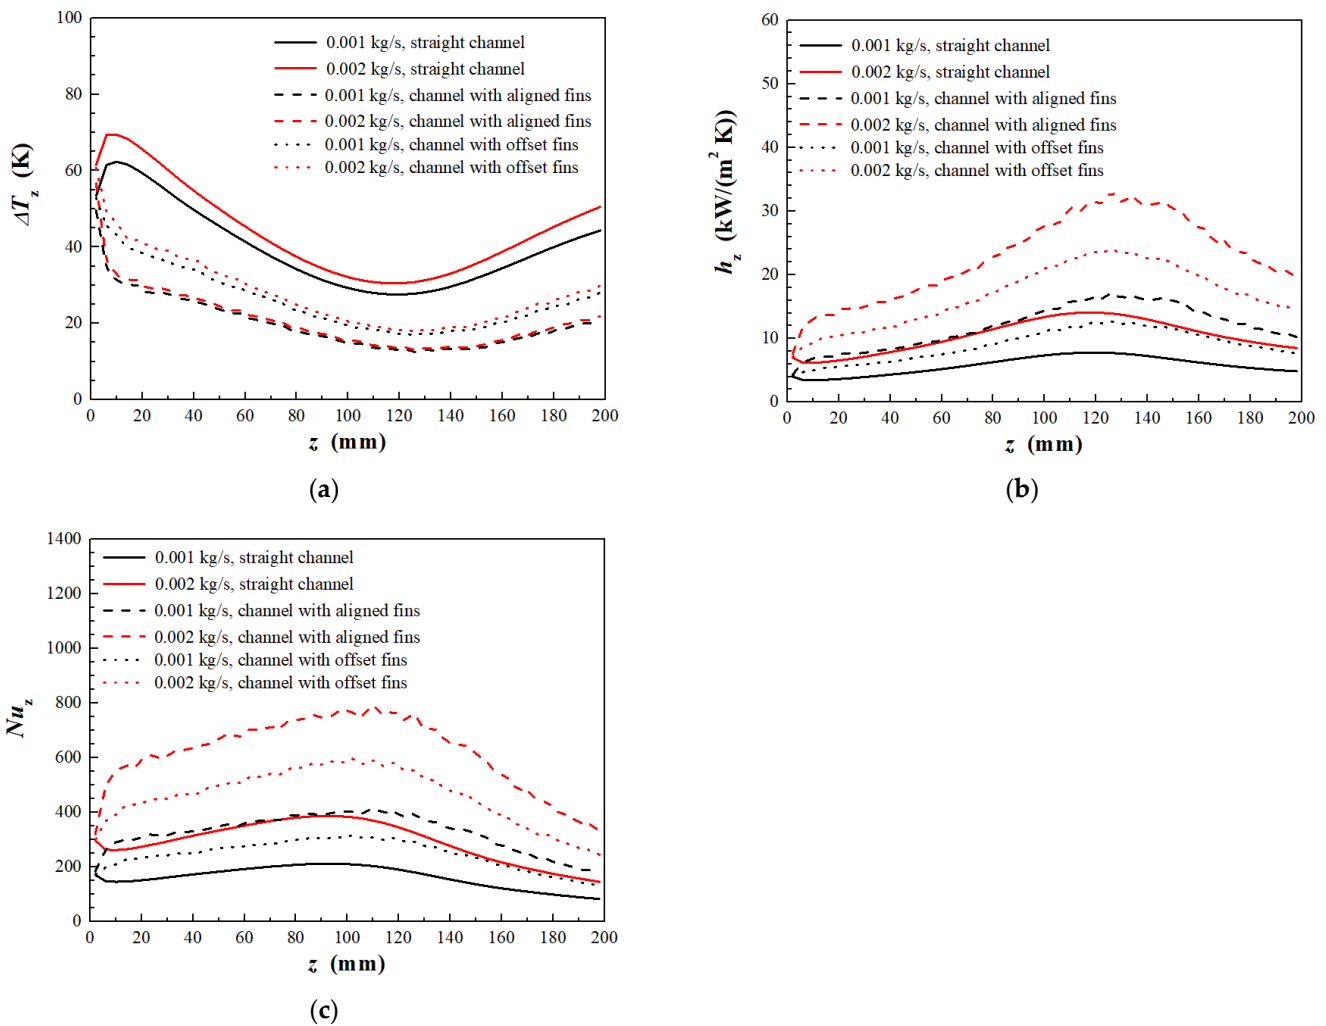 100
80
60
40
20
0
ΔT_z (K)
0.001 kg/s, straight channel
0.002 kg/s, straight channel
0.001 kg/s, channel with aligned fins
0.002 kg/s, channel with aligned fins
0.001 kg/s, channel with offset fins
0.002 kg/s, channel with offset fins
0 20 40 60 80 100 120 140 160 180 200
z (mm)
(a)
60
50
40
30
20
10
0
h_z (kW/(m² K))
0.001 kg/s, straight channel
0.002 kg/s, straight channel
0.001 kg/s, channel with aligned fins
0.002 kg/s, channel with aligned fins
0.001 kg/s, channel with offset fins
0.002 kg/s, channel with offset fins
0 20 40 60 80 100 120 140 160 180 200
z (mm)
(b)
1400
1200
1000
800
600
400
200
0
Nu_z
0.001 kg/s, straight channel
0.002 kg/s, straight channel
0.001 kg/s, channel with aligned fins
0.002 kg/s, channel with aligned fins
0.001 kg/s, channel with offset fins
0.002 kg/s, channel with offset fins
0 20 40 60 80 100 120 140 160 180 200
z (mm)
(c)